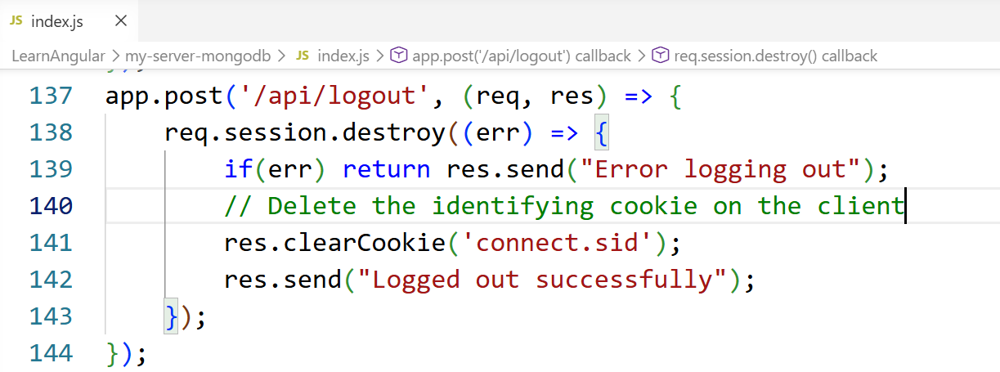 JS index.js ×
LearnAngular > my-server-mongodb > JS index.js > app.post('/api/logout') callback > req.session.destroy() callback
137 app.post('/api/logout', (req, res) => {
138     req.session.destroy((err) => {
139         if(err) return res.send("Error logging out");
140         // Delete the identifying cookie on the client
141         res.clearCookie('connect.sid');
142         res.send("Logged out successfully");
143     });
144 });